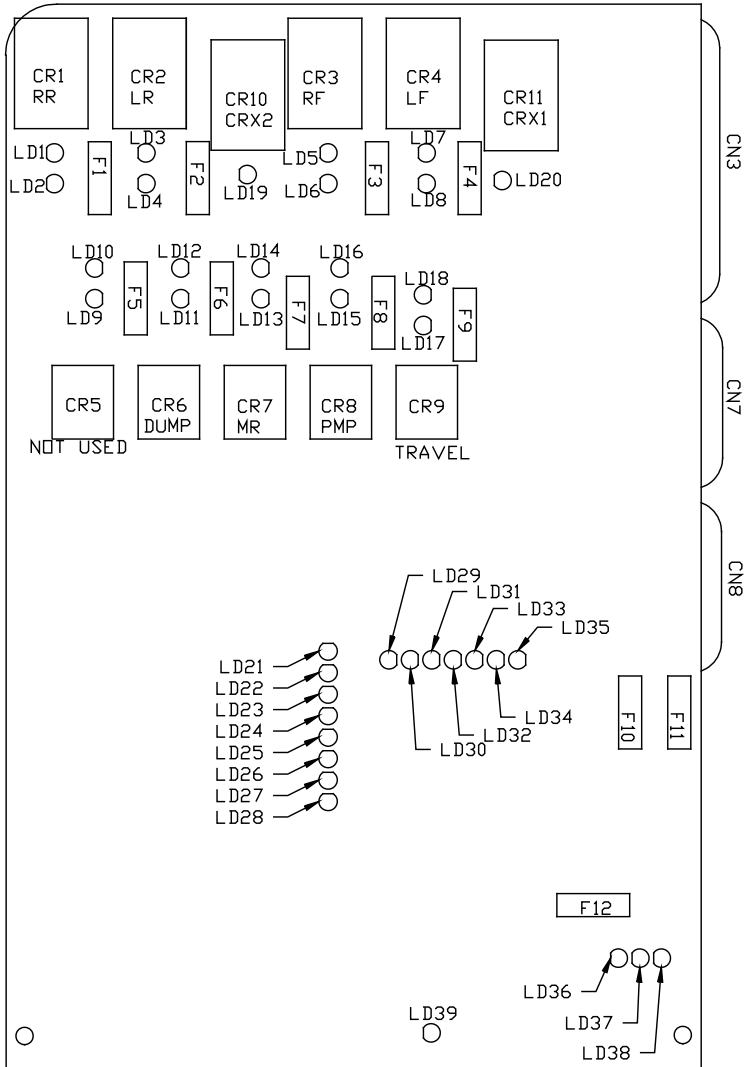 CR1
RR
CR2
LR
CR10
CRX2
CR3
RF
CR4
LF
CR11
CRX1
CN3
LD1
LD2
F1
LD3
LD4
F2
LD19
LD5
LD6
F3
LD7
LD8
F4
LD20
LD10
LD9
F5
LD12
LD11
F6
LD14
LD13
F7
LD16
LD15
F8
LD18
LD17
F9
CN7
CR5
NOT USED
CR6
DUMP
CR7
MR
CR8
PMP
CR9
TRAVEL
CN8
LD29
LD31
LD33
LD35
LD21
LD22
LD23
LD24
LD25
LD26
LD27
LD28
LD34
LD32
LD30
F10
F11
F12
LD36
LD37
LD38
LD39